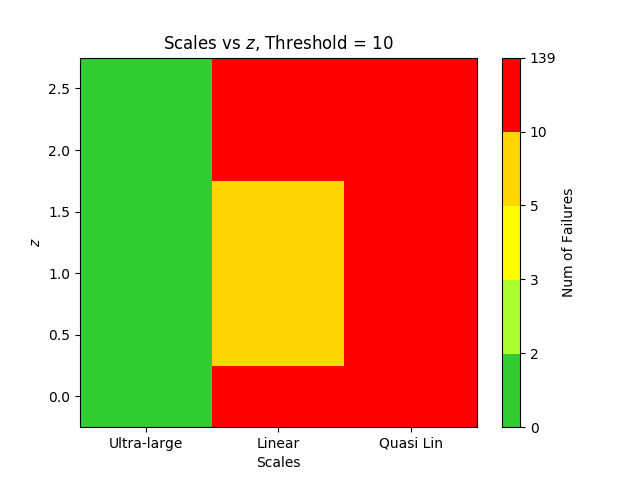 Scales vs z, Threshold = 10
2.5
2.0
1.5
1.0
0.5
0.0
z
Ultra-large
Linear
Quasi Lin
Scales
139
10
5
3
2
0
Num of Failures